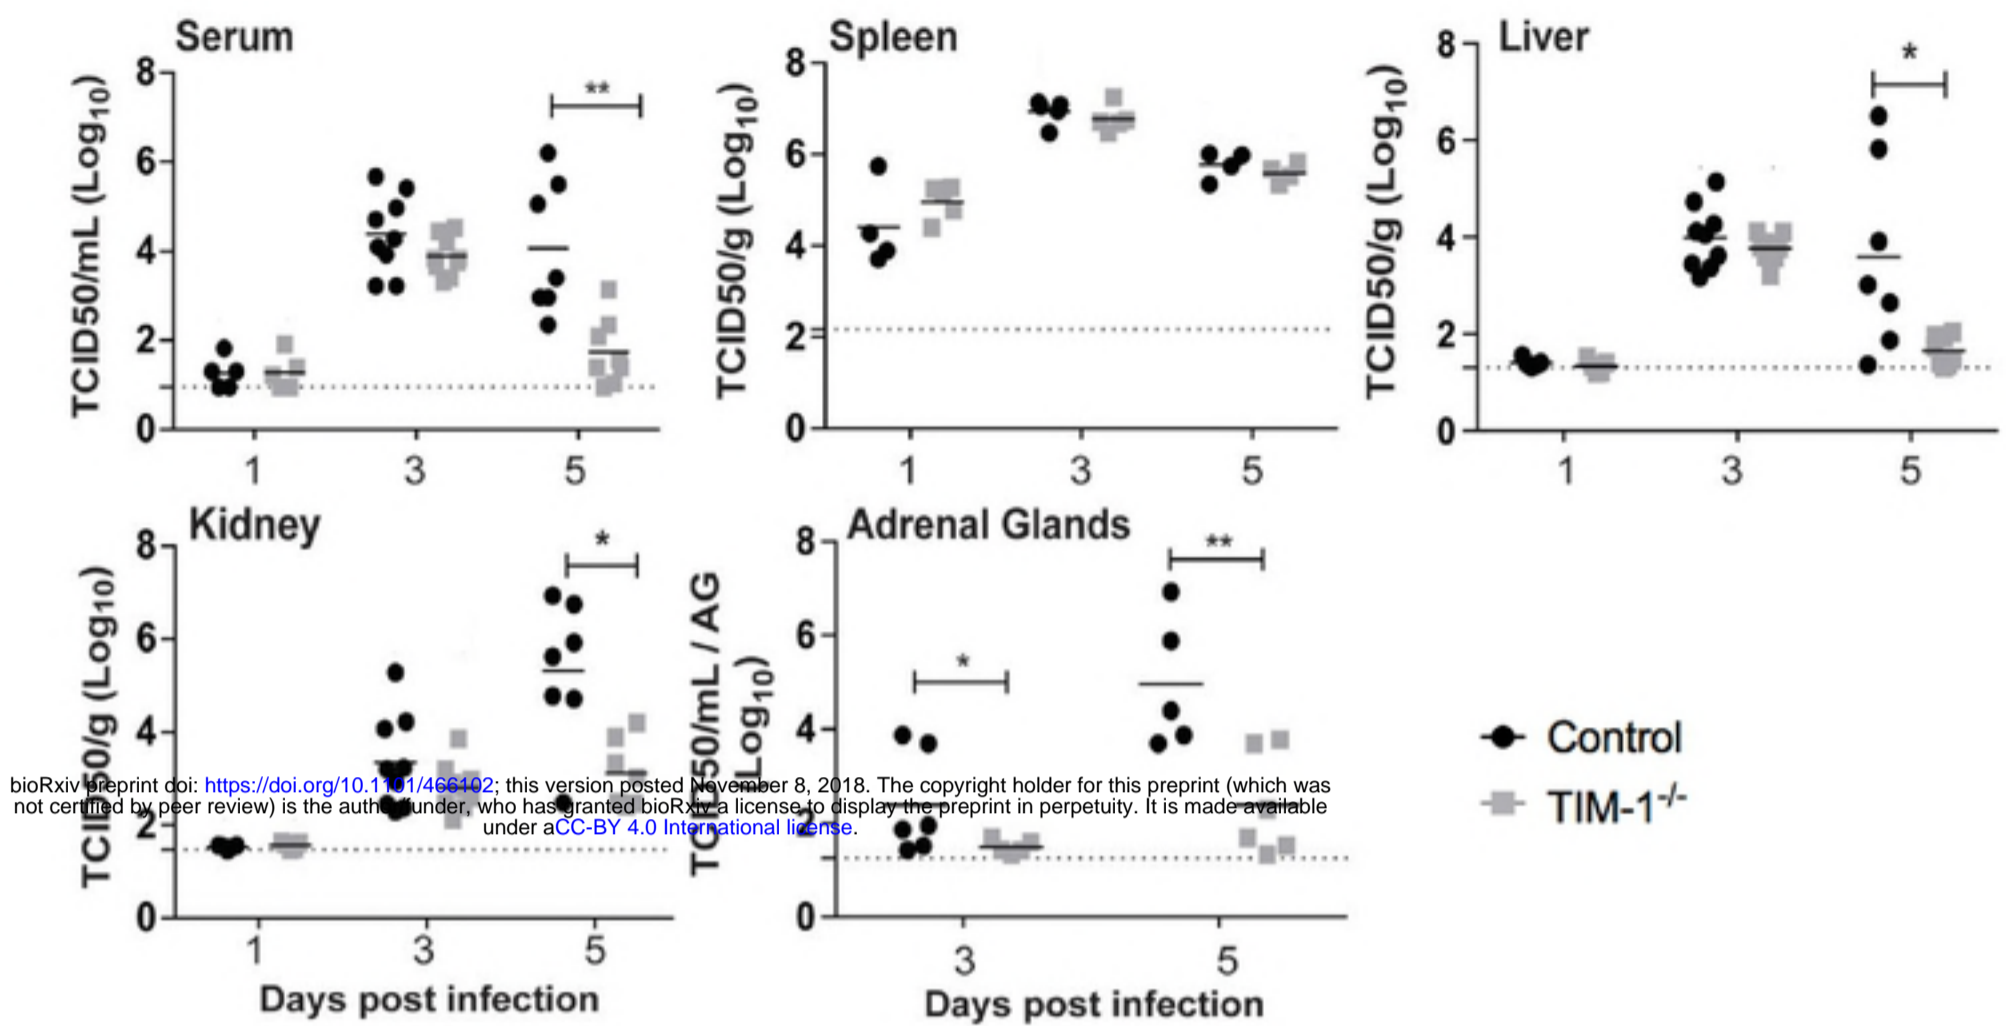 Serum
TCID50/mL (Log10)
8
6
4
2
0
**
1
3
5
Spleen
TCID50/g (Log10)
8
6
4
2
0
1
3
5
Liver
TCID50/g (Log10)
8
6
4
2
0
*
1
3
5
Kidney
TCID50/g (Log10)
8
6
4
2
0
*
1
3
5
Days post infection
Adrenal Glands
TCID50/mL / AG
(Log10)
8
6
4
2
0
*
**
3
5
Days post infection
Control
TIM-1-/-
bioRxiv preprint doi: https://doi.org/10.1101/466102; this version posted November 8, 2018. The copyright holder for this preprint (which was
not certified by peer review) is the author/funder, who has granted bioRxiv a license to display the preprint in perpetuity. It is made available
under aCC-BY 4.0 International license.